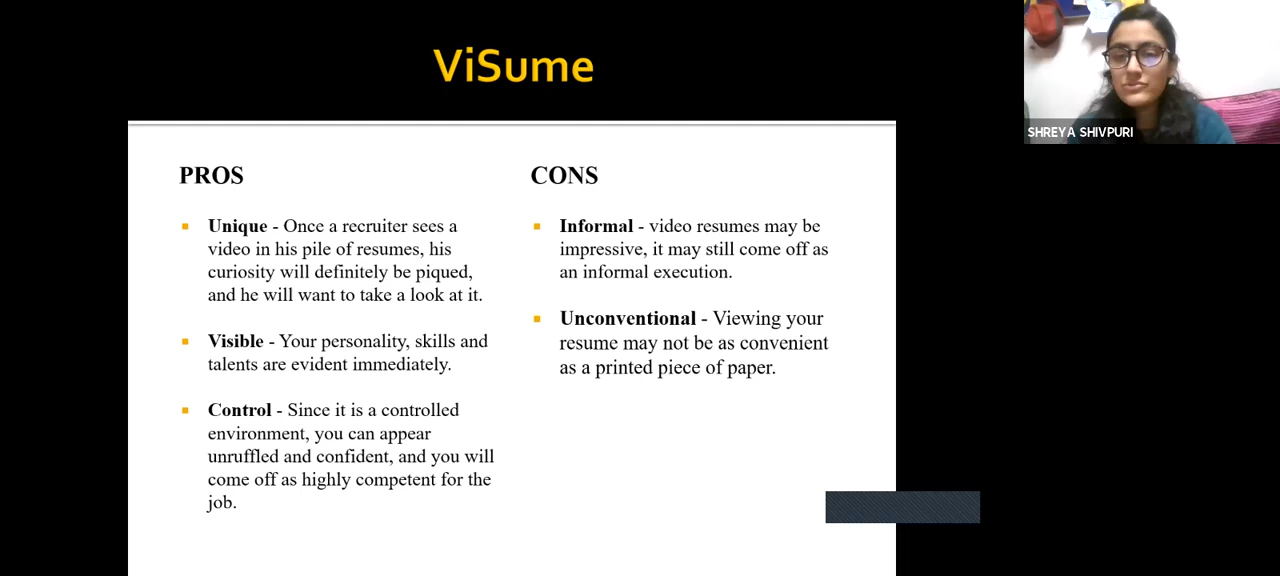 ViSume
SHREYA SHIVPURI
PROS
Unique - Once a recruiter sees a
video in his pile of resumes, his
curiosity will definitely be piqued,
and he will want to take a look at it.
Visible - Your personality, skills and
talents are evident immediately.
Control - Since it is a controlled
environment, you can appear
unruffled and confident, and you will
come off as highly competent for the
job.
CONS
Informal - video resumes may be
impressive, it may still come off as
an informal execution.
Unconventional - Viewing your
resume may not be as convenient
as a printed piece of paper.